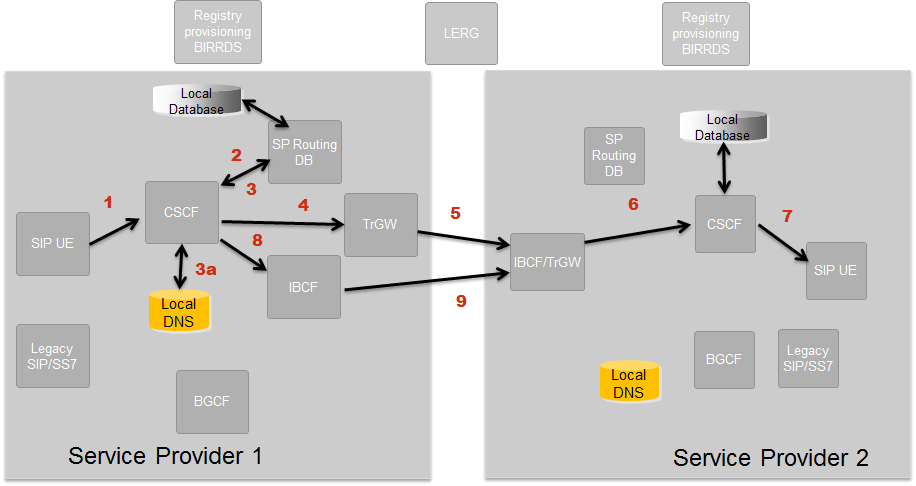 Registry
provisioning
BIRRDS
LERG
Registry
provisioning
BIRRDS
Local
Database
SP Routing
DB
2
3
1
CSCF
4
TrGW
5
SIP UE
8
3a
IBCF
9
Local
DNS
Legacy
SIP/SS7
BGCF
Service Provider 1
SP
Routing
DB
Local
Database
6
CSCF
7
IBCF/TrGW
SIP UE
BGCF
Legacy
SIP/SS7
Local
DNS
Service Provider 2